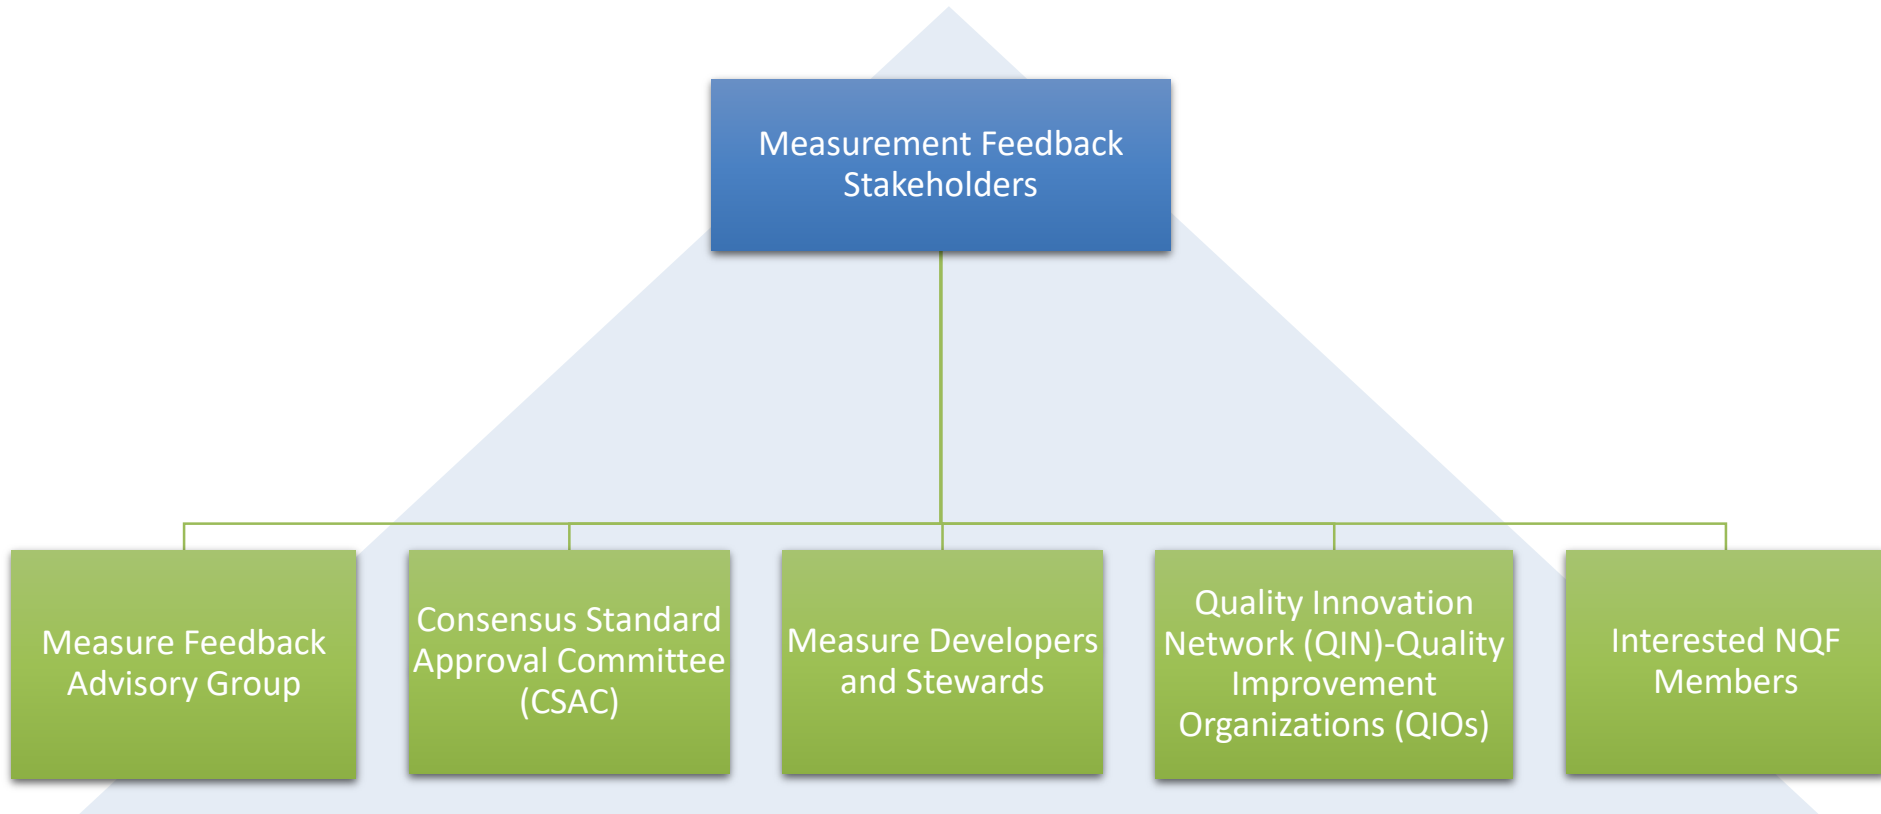 Measurement Feedback
Stakeholders
Measure Feedback
Advisory Group
Consensus Standard
Approval Committee
(CSAC)
Measure Developers
and Stewards
Quality Innovation
Network (QIN)-Quality
Improvement
Organizations (QIOs)
Interested NQF
Members